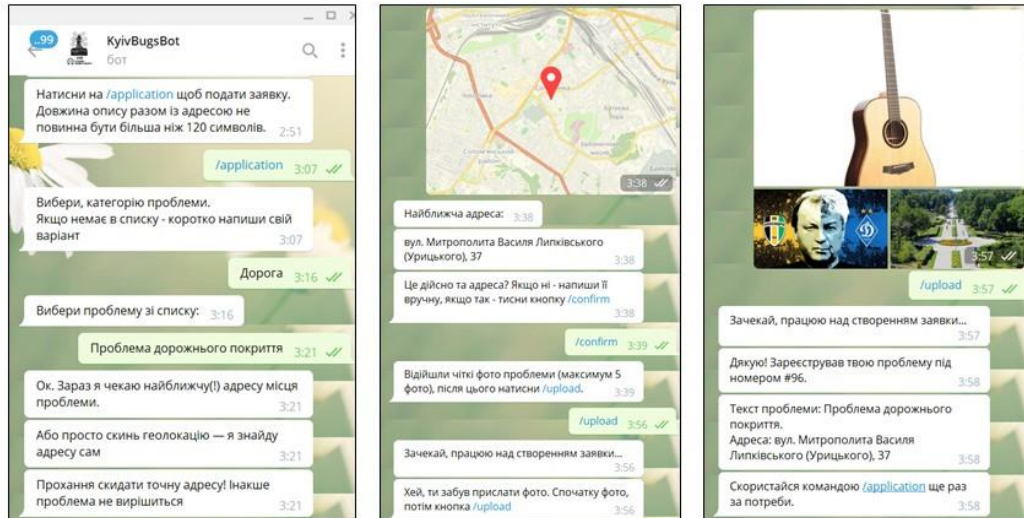 ..99
KyivBugsBot
бот
Натисни на /application щоб подати заявку.
Довжина опису разом із адресою не
повинна бути більша ніж 120 символів. 2:51
/application 3:07
Вибери, категорію проблеми.
Якщо немає в списку - коротко напиши свій
варіант 3:07
Дорога 3:16
Вибери проблему зі списку: 3:16
Проблема дорожнього покриття 3:21
Ок. Зараз я чекаю найближчу(!) адресу місця
проблеми. 3:21
Або просто скинь геолокацію — я знайду
адресу сам 3:21
Прохання скидати точну адресу! Інакше
проблема не вирішиться 3:21
3:38
Найближча адреса: 3:38
вул. Митрополита Василя Липківського
(Урицького), 37 3:38
Це дійсно та адреса? Якщо ні - напиши її
вручну, якщо так - тисни кнопку /confirm
3:38
/confirm 3:39
Відійшли чіткі фото проблеми (максимум 5
фото), після цього натисни /upload. 3:39
/upload 3:56
Зачекай, працюю над створенням заявки...
3:56
Хей, ти забув прислати фото. Спочатку фото,
потім кнопка /upload 3:56
3:57
/upload 3:57
Зачекай, працюю над створенням заявки...
3:57
Дякую! Зареєстрував твою проблему під
номером #96. 3:58
Текст проблеми: Проблема дорожнього
покриття.
Адреса: вул. Митрополита Василя
Липківського (Урицького), 37 3:58
Скористайся командою /application ще раз
за потреби. 3:58